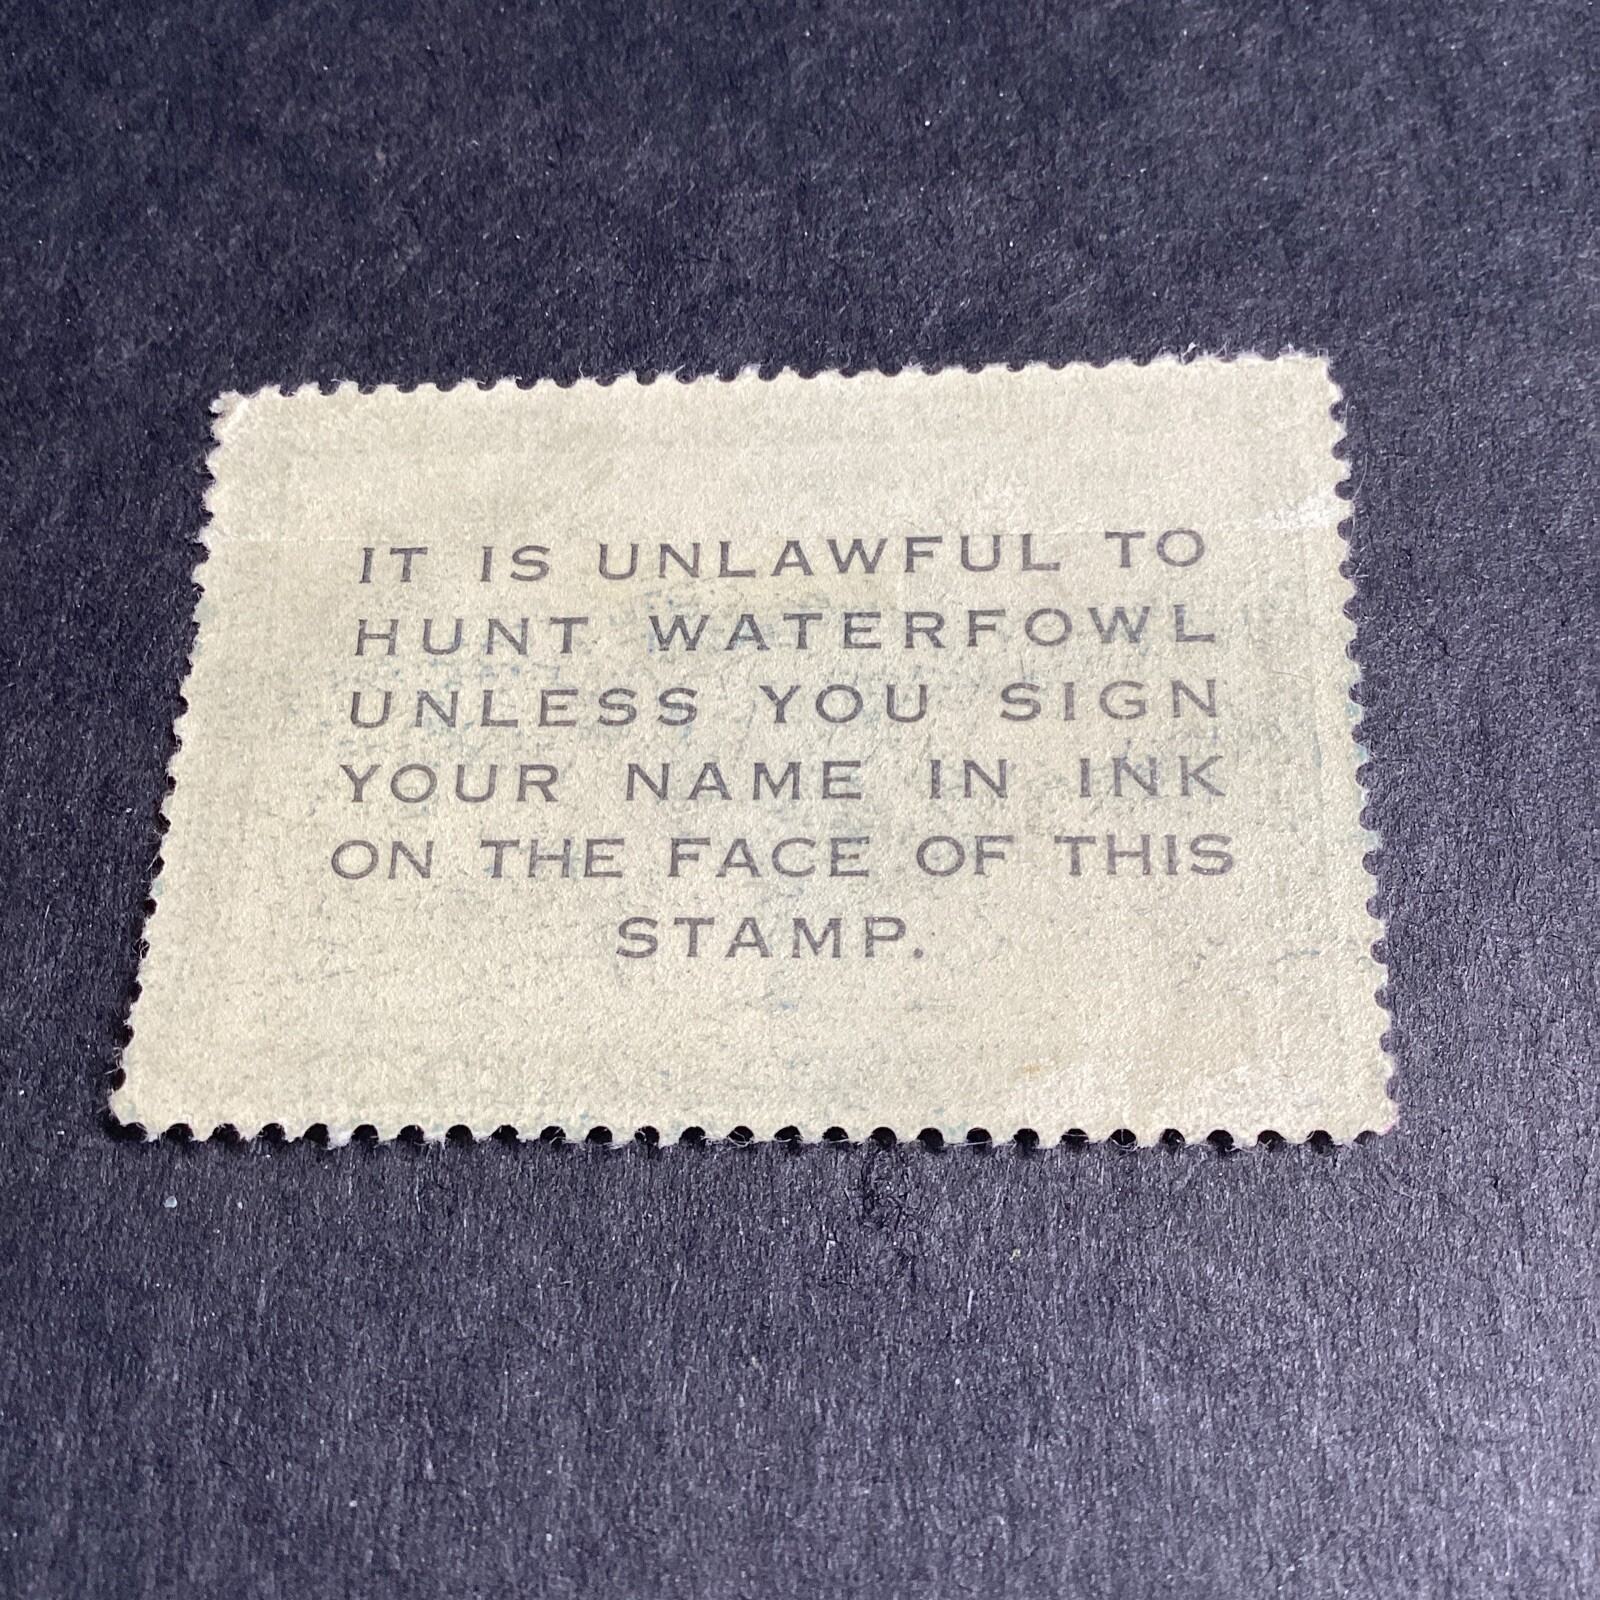 IT IS UNLAWFUL TO
HUNT WATERFOWL
UNLESS YOU SIGN
YOUR NAME IN INK
ON THE FACE OF THIS
STAMP.